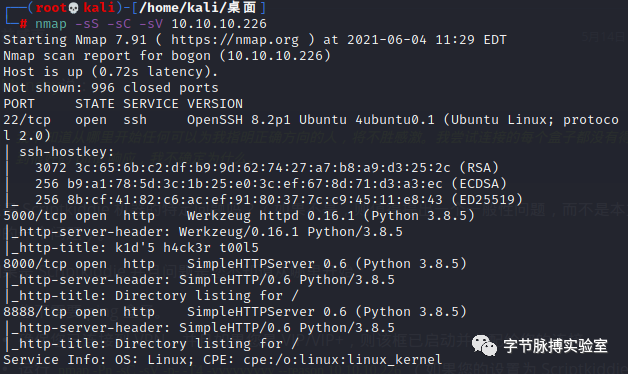 (root💀kali)-[/home/kali/桌面]
# nmap -sS -sC -sV 10.10.10.226
Starting Nmap 7.91 ( https://nmap.org ) at 2021-06-04 11:29 EDT
Nmap scan report for bogon (10.10.10.226)
Host is up (0.72s latency).
Not shown: 996 closed ports
PORT     STATE SERVICE VERSION
22/tcp   open  ssh     OpenSSH 8.2p1 Ubuntu 4ubuntu0.1 (Ubuntu Linux; protoco
l 2.0)
| ssh-hostkey:
|   3072 3c:65:6b:c2:df:b9:9d:62:74:27:a7:b8:a9:d3:25:2c (RSA)
|   256 b9:a1:78:5d:3c:1b:25:e0:3c:ef:67:8d:71:d3:a3:ec (ECDSA)
|_  256 8b:cf:41:82:c6:ac:ef:91:80:37:7c:c9:45:11:e8:43 (ED25519)
5000/tcp open  http    Werkzeug httpd 0.16.1 (Python 3.8.5)
|_http-server-header: Werkzeug/0.16.1 Python/3.8.5
|_http-title: k1d'5 h4ck3r t00l5
8000/tcp open  http    SimpleHTTPServer 0.6 (Python 3.8.5)
|_http-server-header: SimpleHTTP/0.6 Python/3.8.5
|_http-title: Directory listing for /
8888/tcp open  http    SimpleHTTPServer 0.6 (Python 3.8.5)
|_http-server-header: SimpleHTTP/0.6 Python/3.8.5
|_http-title: Directory listing for /
Service Info: OS: Linux; CPE: cpe:/o:linux:linux_kernel
字节脉搏实验室